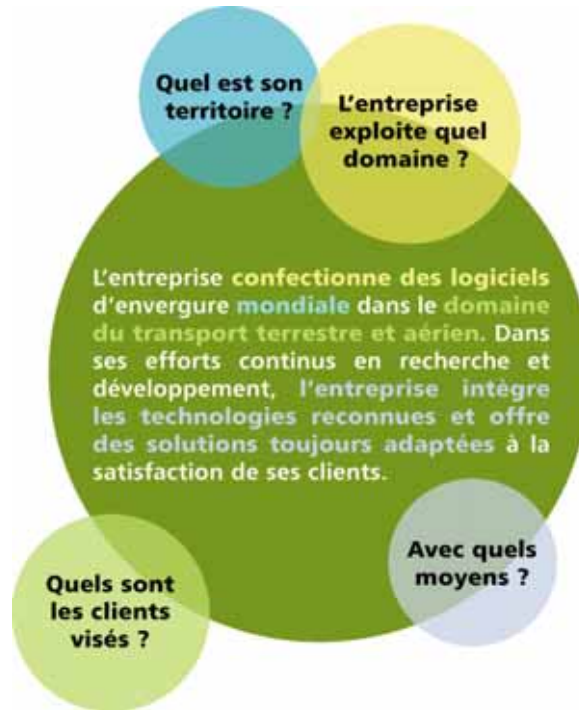 Quel est son
territoire ?
L'entreprise
exploite quel
domaine ?
L'entreprise confectionne des logiciels
d'envergure mondiale dans le domaine
du transport terrestre et aérien. Dans
ses efforts continus en recherche et
développement, l'entreprise intègre
les technologies reconnues et offre
des solutions toujours adaptées à la
satisfaction de ses clients.
Avec quels
moyens ?
Quels sont
les clients
visés ?